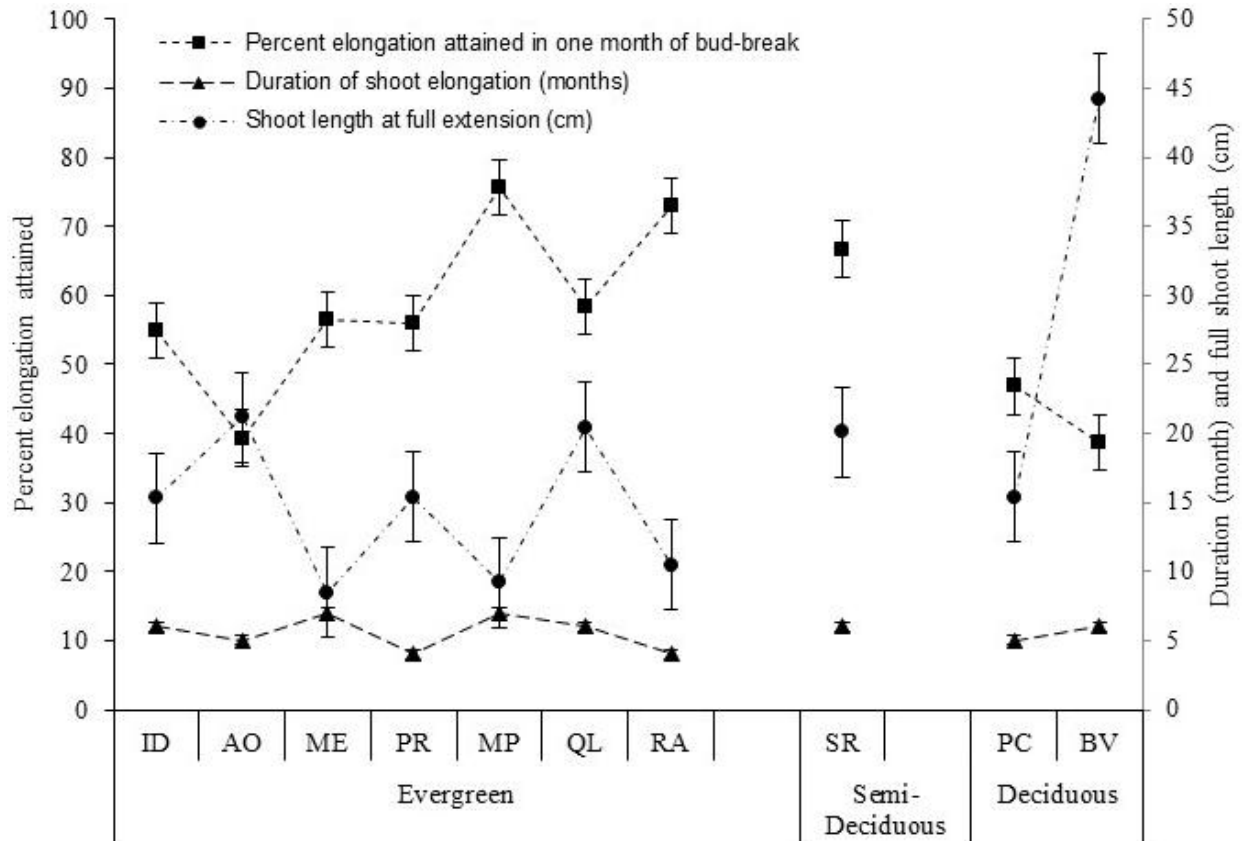 Percent elongation attained in one month of bud-break
Duration of shoot elongation (months)
Shoot length at full extension (cm)
Percent elongation attained
100
90
80
70
60
50
40
30
20
10
0
50
45
40
35
30
25
20
15
10
5
0
Duration (month) and full shoot length (cm)
ID AO ME PR MP QL RA SR PC BV
Evergreen Semi- Deciduous
Deciduous